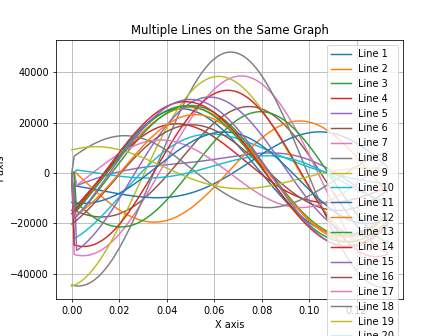 Multiple Lines on the Same Graph
40000
20000
0
−20000
−40000
0.00
0.02
0.04
0.06
0.08
0.10
X axis
axis
Line 1
Line 2
Line 3
Line 4
Line 5
Line 6
Line 7
Line 8
Line 9
Line 10
Line 11
Line 12
Line 13
Line 14
Line 15
Line 16
Line 17
Line 18
Line 19
Line 20